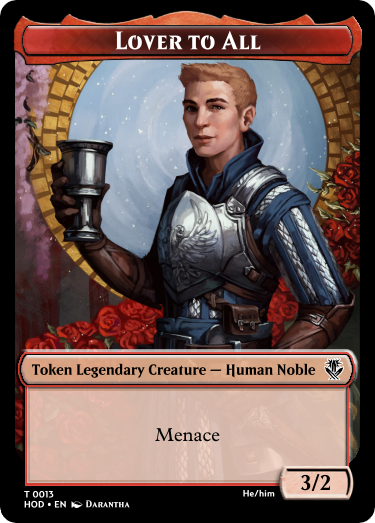 Lover to All
Token Legendary Creature — Human Noble
Menace
3/2
T 0013
He/him
HOD • EN Darantha